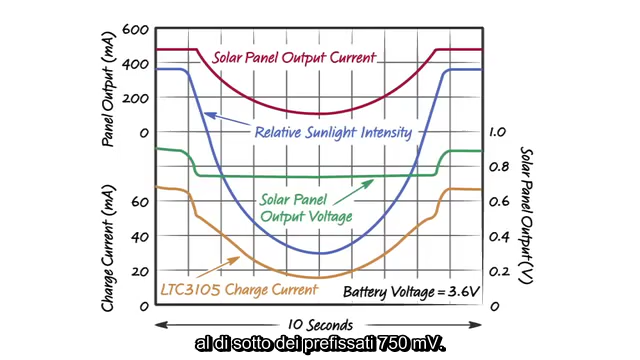 600
400
200
0
Panel Output (mA)
Solar Panel Output Current
Relative Sunlight Intensity
1.0
0.8
0.6
0.4
0.2
0
Solar Panel Output (V)
Solar Panel
Output Voltage
60
40
20
0
Charge Current (mA)
LTC3105 Charge Current
Battery Voltage = 3.6V
10 Seconds
al di sotto dei prefissati 750 mV.